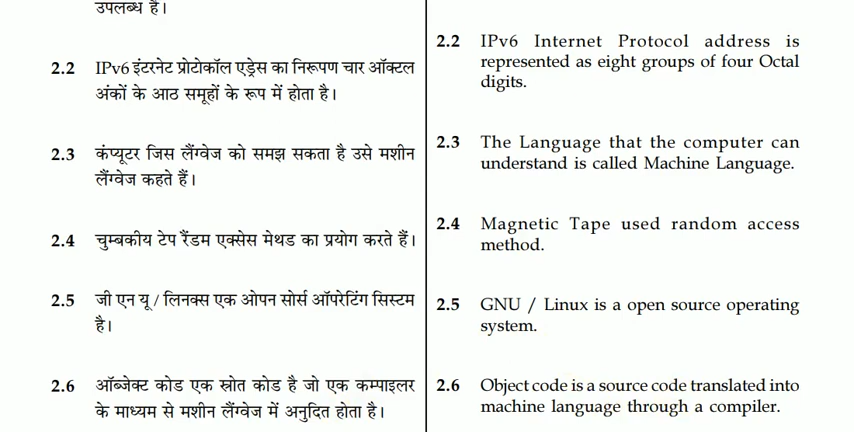 उपलब्ध है।
2.2 IPv6 इंटरनेट प्रोटोकॉल एड्रेस का निरूपण चार ऑक्टल
अंकों के आठ समूहों के रूप में होता है।
2.3 कंप्यूटर जिस लैंग्वेज को समझ सकता है उसे मशीन
लैंग्वेज कहते हैं।
2.4 चुम्बकीय टेप रैंडम एक्सेस मेथड का प्रयोग करते हैं।
2.5 जी एन यू / लिनक्स एक ओपन सोर्स ऑपरेटिंग सिस्टम
है।
2.6 ऑब्जेक्ट कोड एक स्रोत कोड है जो एक कम्पाइलर
के माध्यम से मशीन लैंग्वेज में अनुदित होता है।
2.2 IPv6 Internet Protocol address is
represented as eight groups of four Octal
digits.
2.3 The Language that the computer can
understand is called Machine Language.
2.4 Magnetic Tape used random access
method.
2.5 GNU / Linux is a open source operating
system.
2.6 Object code is a source code translated into
machine language through a compiler.